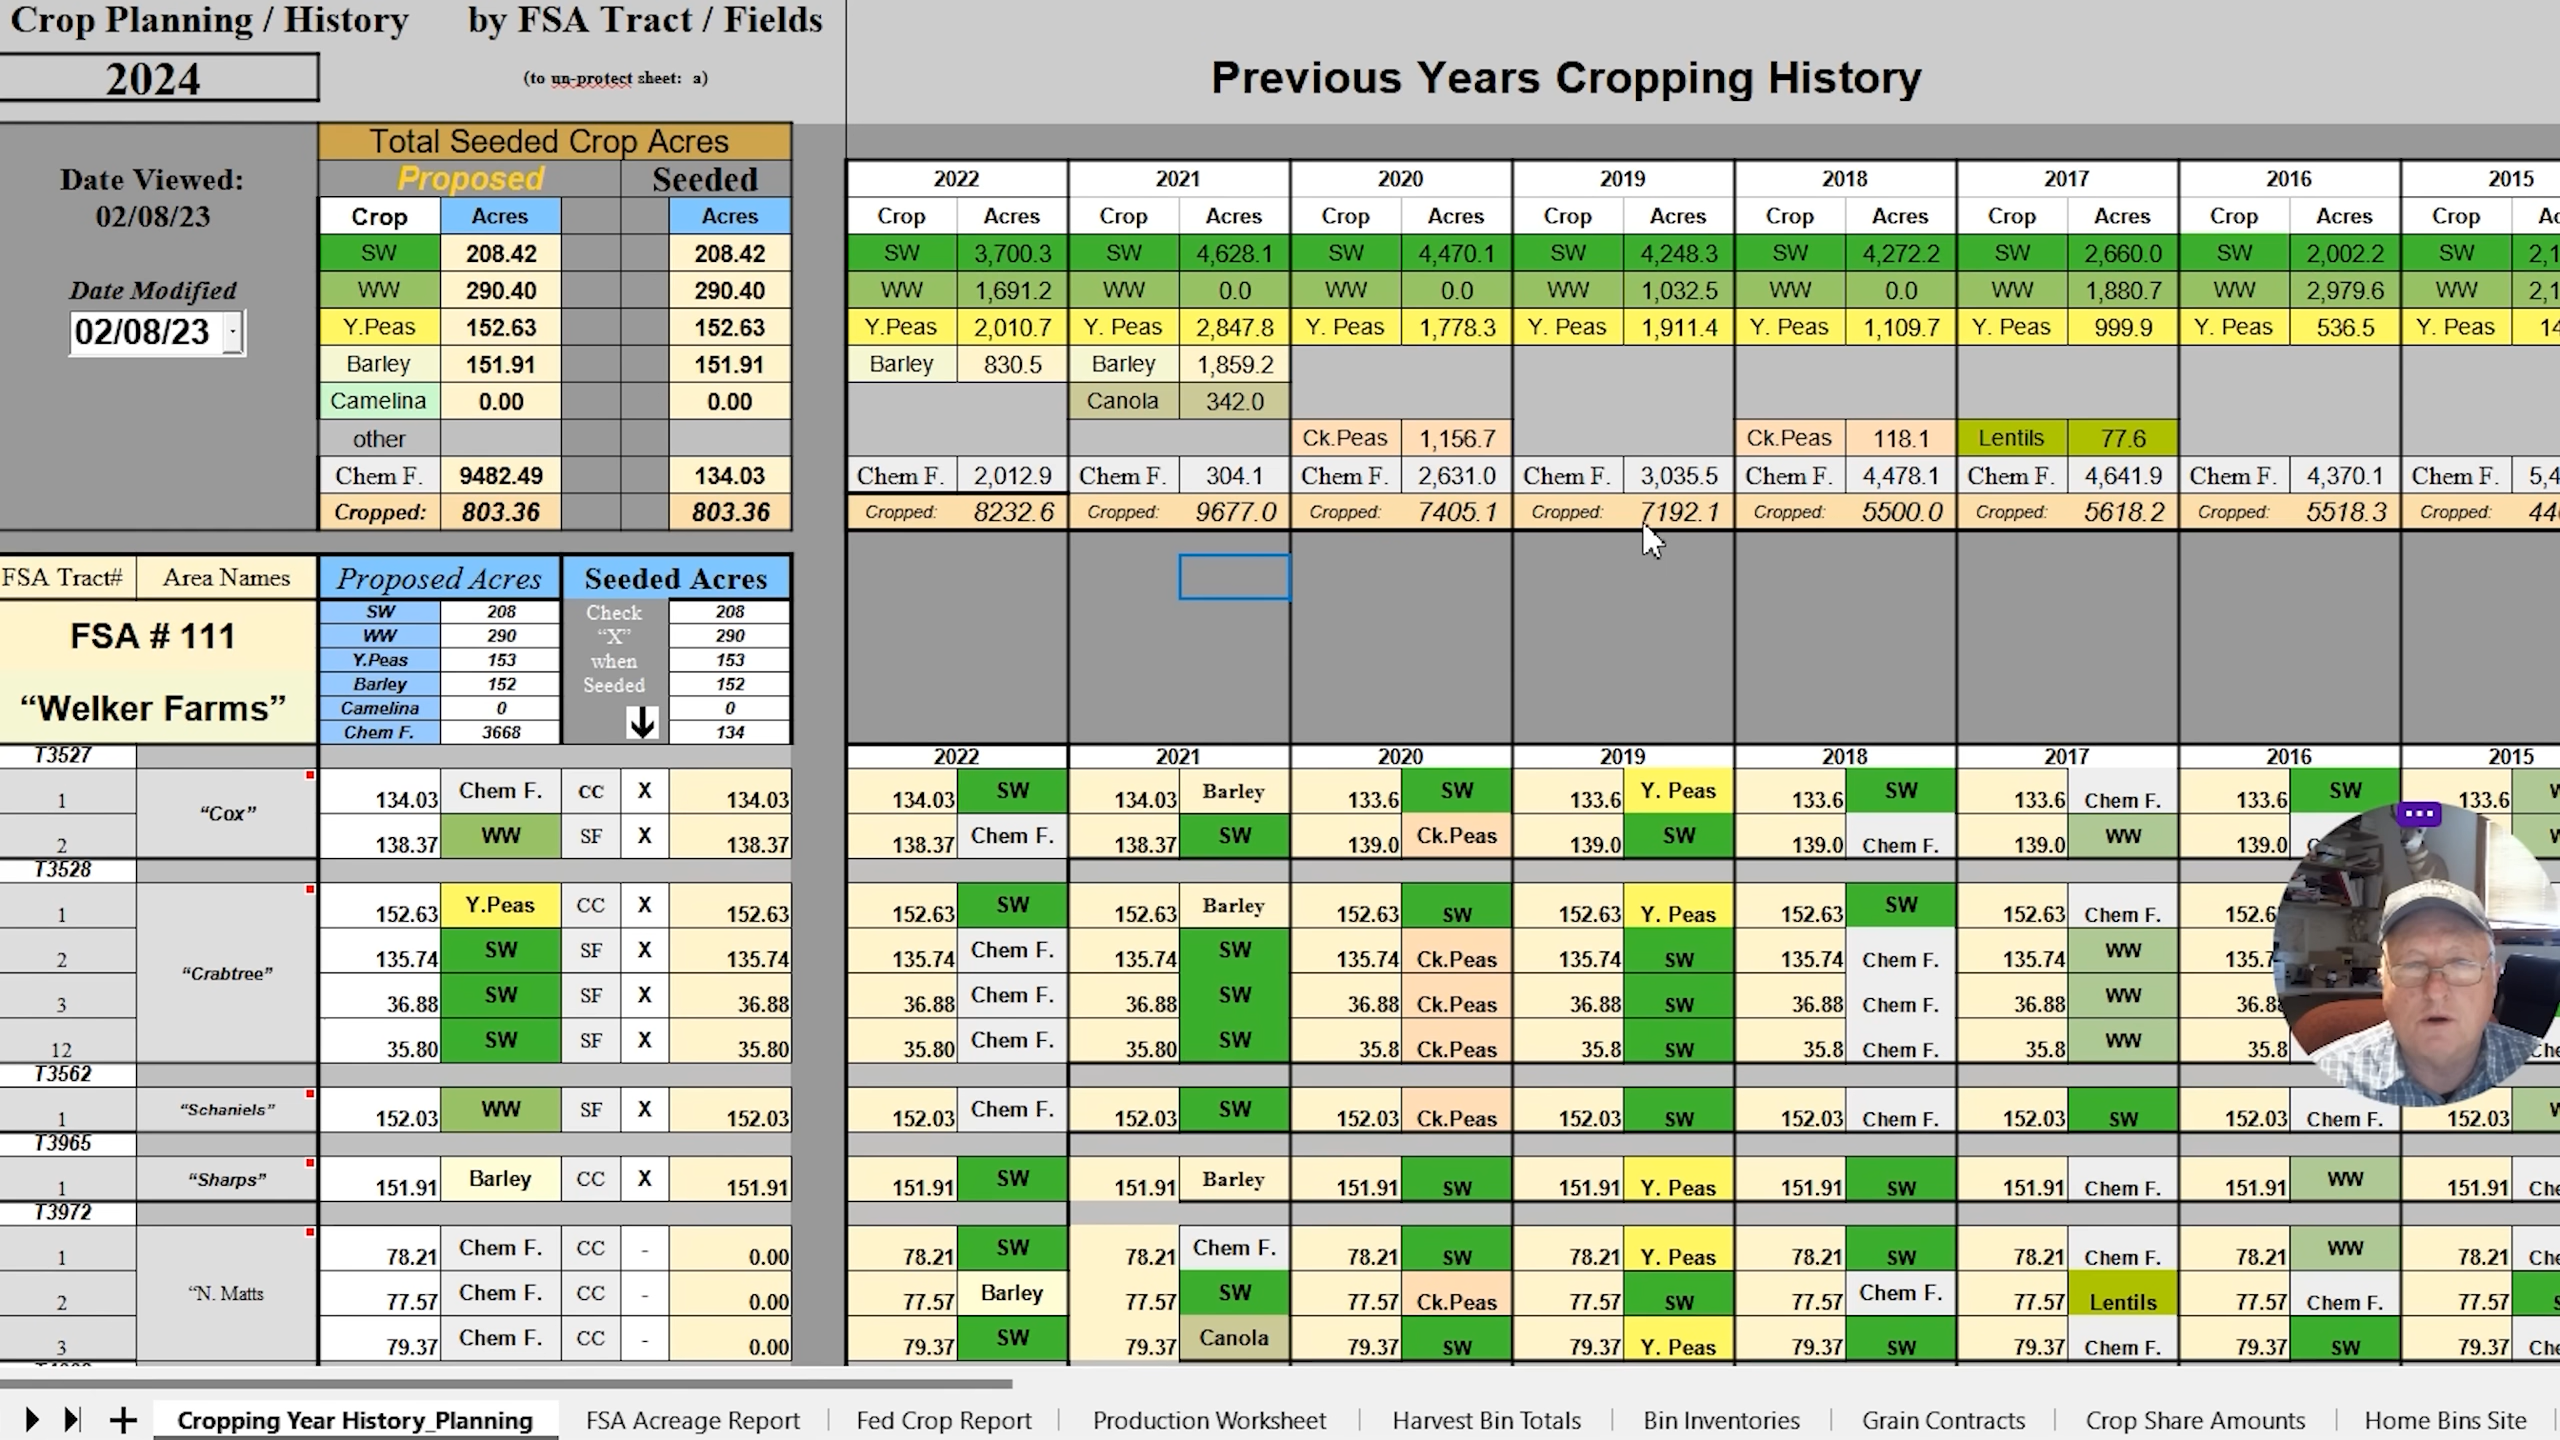 Crop Planning / History by FSA Tract / Fields
2024 (to un-protect sheet: a) Previous Years Cropping History
Total Seeded Crop Acres
Date Viewed: Proposed Seeded 2022 2021 2020 2019 2018 2017 2016 2015
02/08/23 Crop Acres Acres Crop Acres Crop Acres Crop Acres Crop Acres Crop Acres Crop Acres Crop Acres Crop
SW 208.42 208.42 SW 3,700.3 SW 4,628.1 SW 4,470.1 SW 4,248.3 SW 4,272.2 SW 2,660.0 SW 2,002.2 SW
Date Modified WW 290.40 290.40 WW 1,691.2 WW 0.0 WW 0.0 WW 1,032.5 WW 0.0 WW 1,880.7 WW 2,979.6 WW
02/08/23 Y.Peas 152.63 152.63 Y.Peas 2,010.7 Y. Peas 2,847.8 Y. Peas 1,778.3 Y. Peas 1,911.4 Y. Peas 1,109.7 Y. Peas 999.9 Y. Peas 536.5 Y. Peas
Barley 151.91 151.91 Barley 830.5 Barley 1,859.2
Camelina 0.00 0.00 Canola 342.0
other Ck.Peas 1,156.7 Ck.Peas 118.1 Lentils 77.6
Chem F. 9482.49 134.03 Chem F. 2,012.9 Chem F. 304.1 Chem F. 2,631.0 Chem F. 3,035.5 Chem F. 4,478.1 Chem F. 4,641.9 Chem F. 4,370.1 Chem F.
Cropped: 803.36 803.36 Cropped: 8232.6 Cropped: 9677.0 Cropped: 7405.1 Cropped: 7192.1 Cropped: 5500.0 Cropped: 5618.2 Cropped: 5518.3 Cropped:
FSA Tract# Area Names Proposed Acres Seeded Acres
FSA # 111 SW 208 Check 208
WW 290 “X” 290
Y.Peas 153 when 153
“Welker Farms” Barley 152 Seeded 152
Camelina 0 0
Chem F. 3668 134
T3527 2022 2021 2020 2019 2018 2017 2016 2015
1 “Cox” 134.03 Chem F. CC X 134.03 134.03 SW 134.03 Barley 133.6 SW 133.6 Y. Peas 133.6 SW 133.6 Chem F. 133.6 SW 133.6
2 138.37 WW SF X 138.37 138.37 Chem F. 138.37 SW 139.0 Ck.Peas 139.0 SW 139.0 Chem F. 139.0 WW 139.0
T3528
1 “Crabtree” 152.63 Y.Peas CC X 152.63 152.63 SW 152.63 Barley 152.63 SW 152.63 Y. Peas 152.63 SW 152.63 Chem F.
2 135.74 SW SF X 135.74 135.74 Chem F. 135.74 SW 135.74 Ck.Peas 135.74 SW 135.74 Chem F. 135.74 WW
3 36.88 SW SF X 36.88 36.88 Chem F. 36.88 SW 36.88 Ck.Peas 36.88 SW 36.88 Chem F. 36.88 WW
12 35.80 SW SF X 35.80 35.80 Chem F. 35.80 SW 35.8 Ck.Peas 35.8 SW 35.8 Chem F. 35.8 WW 35.8
T3562
1 “Schaniels” 152.03 WW SF X 152.03 152.03 Chem F. 152.03 SW 152.03 Ck.Peas 152.03 SW 152.03 Chem F. 152.03 SW 152.03 Chem F. 152.03
T3965
1 “Sharps” 151.91 Barley CC X 151.91 151.91 SW 151.91 Barley 151.91 SW 151.91 Y. Peas 151.91 SW 151.91 Chem F. 151.91 WW 151.91
T3972
1 “N. Matts 78.21 Chem F. CC - 0.00 78.21 SW 78.21 Chem F. 78.21 SW 78.21 Y. Peas 78.21 SW 78.21 Chem F. 78.21 WW 78.21
2 77.57 Chem F. CC - 0.00 77.57 Barley 77.57 SW 77.57 Ck.Peas 77.57 SW 77.57 Chem F. 77.57 Lentils 77.57 Chem F. 77.57
3 79.37 Chem F. CC - 0.00 79.37 SW 79.37 Canola 79.37 SW 79.37 Y. Peas 79.37 SW 79.37 Chem F. 79.37 SW 79.37
Cropping Year History_Planning FSA Acreage Report Fed Crop Report Production Worksheet Harvest Bin Totals Bin Inventories Grain Contracts Crop Share Amounts Home Bins Site